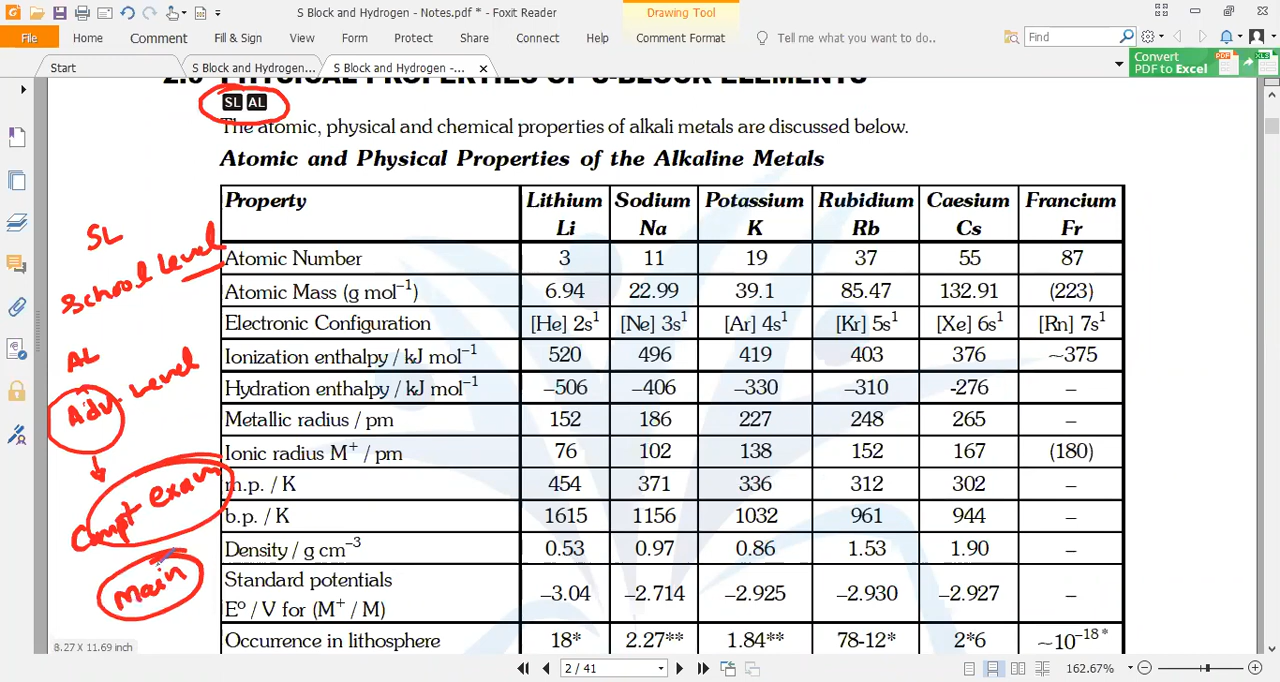 S Block and Hydrogen - Notes.pdf * - Foxit Reader
Drawing Tool
File Home Comment Fill & Sign View Form Protect Share Connect Help Comment Format Tell me what you want to do.. Find
Start S Block and Hydrogen... S Block and Hydrogen -...
Convert PDF to Excel
PHYSICAL PROPERTIES OF S-BLOCK ELEMENTS
SL AL
The atomic, physical and chemical properties of alkali metals are discussed below.
Atomic and Physical Properties of the Alkaline Metals
Property Lithium Li Sodium Na Potassium K Rubidium Rb Caesium Cs Francium Fr
Atomic Number 3 11 19 37 55 87
Atomic Mass (g mol⁻¹) 6.94 22.99 39.1 85.47 132.91 (223)
Electronic Configuration [He] 2s¹ [Ne] 3s¹ [Ar] 4s¹ [Kr] 5s¹ [Xe] 6s¹ [Rn] 7s¹
Ionization enthalpy / kJ mol⁻¹ 520 496 419 403 376 ~375
Hydration enthalpy / kJ mol⁻¹ –506 –406 –330 –310 -276 –
Metallic radius / pm 152 186 227 248 265 –
Ionic radius M⁺ / pm 76 102 138 152 167 (180)
m.p. / K 454 371 336 312 302 –
b.p. / K 1615 1156 1032 961 944 –
Density / g cm⁻³ 0.53 0.97 0.86 1.53 1.90 –
Standard potentials E⁰ / V for (M⁺ / M) –3.04 –2.714 –2.925 –2.930 –2.927 –
Occurrence in lithosphere 18* 2.27** 1.84** 78-12* 2*6 ~10⁻¹⁸*
SL
School level
AL
Adv. Level
Compt exam
Main
8.27 X 11.69 inch
2 / 41
162.67%